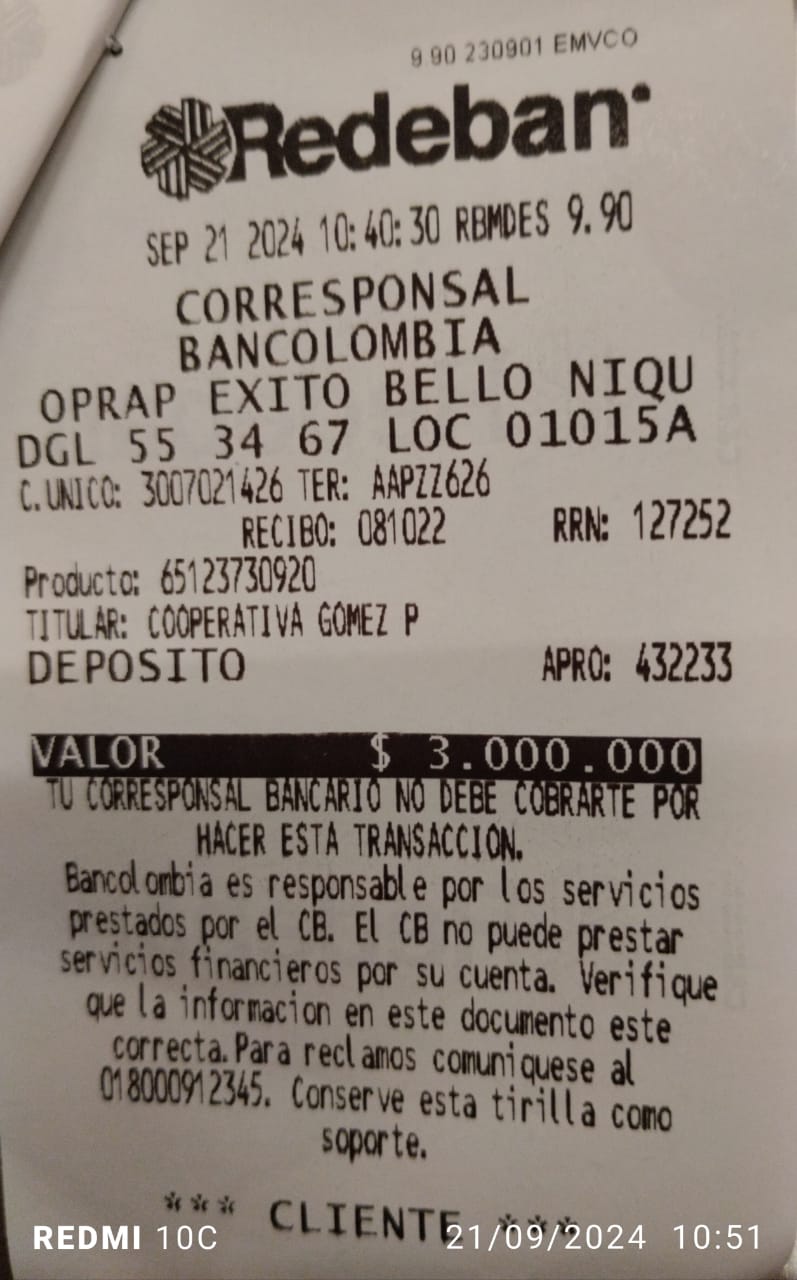 9.90 230901 EMVCO
Redeban
SEP 21 2024 10:40:30 RBMDES 9.90
CORRESPONSAL
BANCOLOMBIA
OPRAP EXITO BELLO NIQU
DGL 55 34 67 LOC 01015A
C.UNICO: 3007021426 TER: AAPZZ626
RECIBO: 081022 RRN: 127252
Producto: 65123730920
TITULAR: COOPERATIVA GOMEZ P
DEPOSITO APRO: 432233
VALOR $ 3.000.000
TU CORRESPONSAL BANCARIO NO DEBE COBRARTE POR
HACER ESTA TRANSACCION.
Bancolombia es responsable por los servicios
prestados por el CB. El CB no puede prestar
servicios financieros por su cuenta. Verifique
que la informacion en este documento este
correcta.Para reclamos comuniquese al
018000912345. Conserve esta tirilla como
soporte.
*** CLIENTE ***
REDMI 10C 21/09/2024 10:51